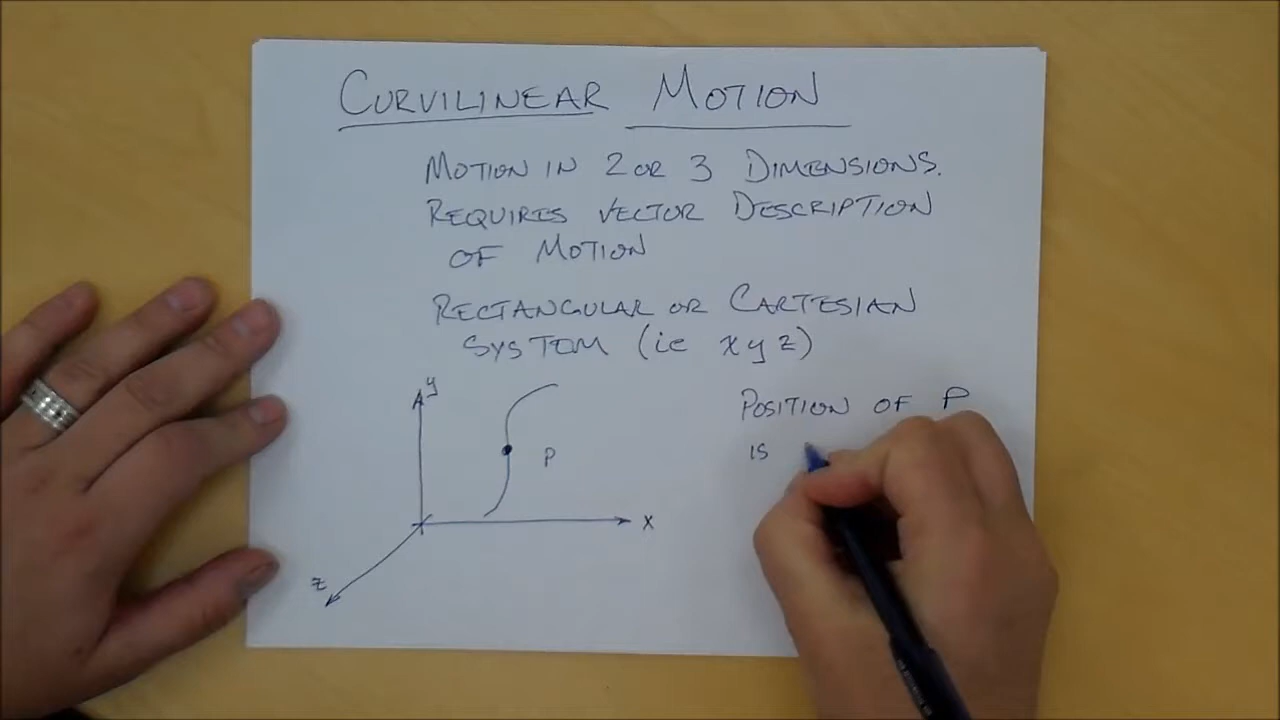 CURVILINEAR MOTION
MOTION IN 2 OR 3 DIMENSIONS.
REQUIRES VECTOR DESCRIPTION
OF MOTION
RECTANGULAR OR CARTESIAN
SYSTEM (ie x y z)
y
P
x
z
POSITION OF P
IS